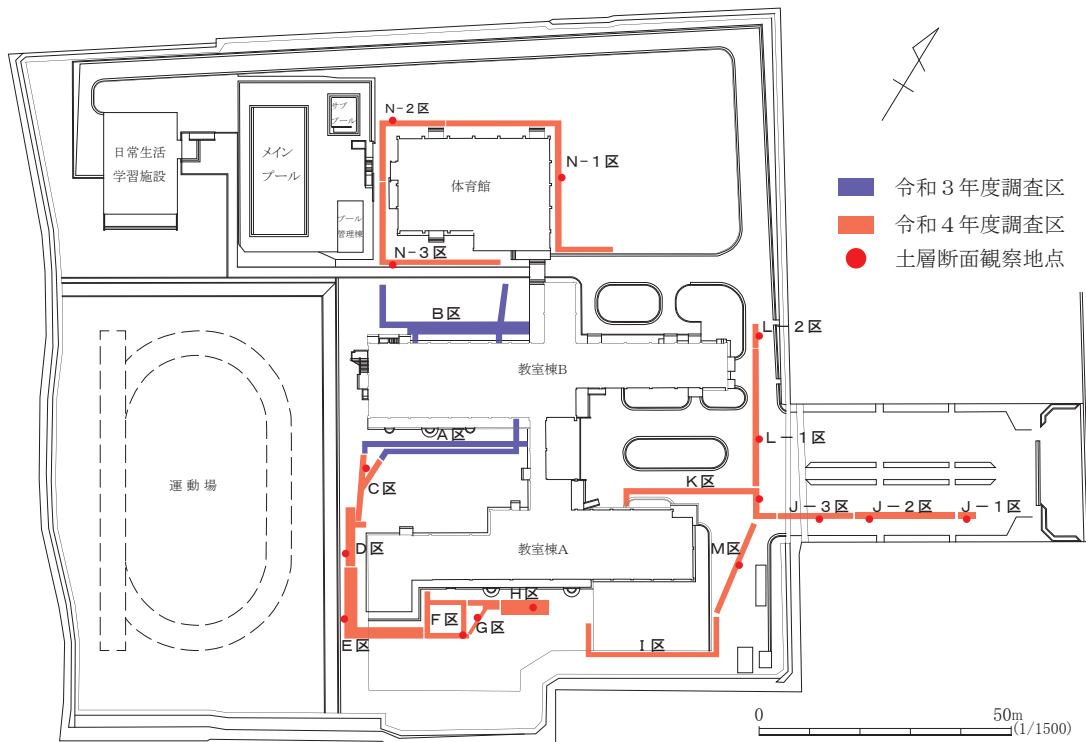 N-2区
サブ
プール
日常生活
学習施設
メイン
プール
体育館
N-1区
プール
管理棟
N-3区
令和３年度調査区
令和４年度調査区
土層断面観察地点
B区
L-2区
教室棟B
A区
L-1区
C区
K区
運動場
J-3区
J-2区
J-1区
D区
教室棟A
M区
H区
F区
G区
E区
I区
0
50m
(1/1500)